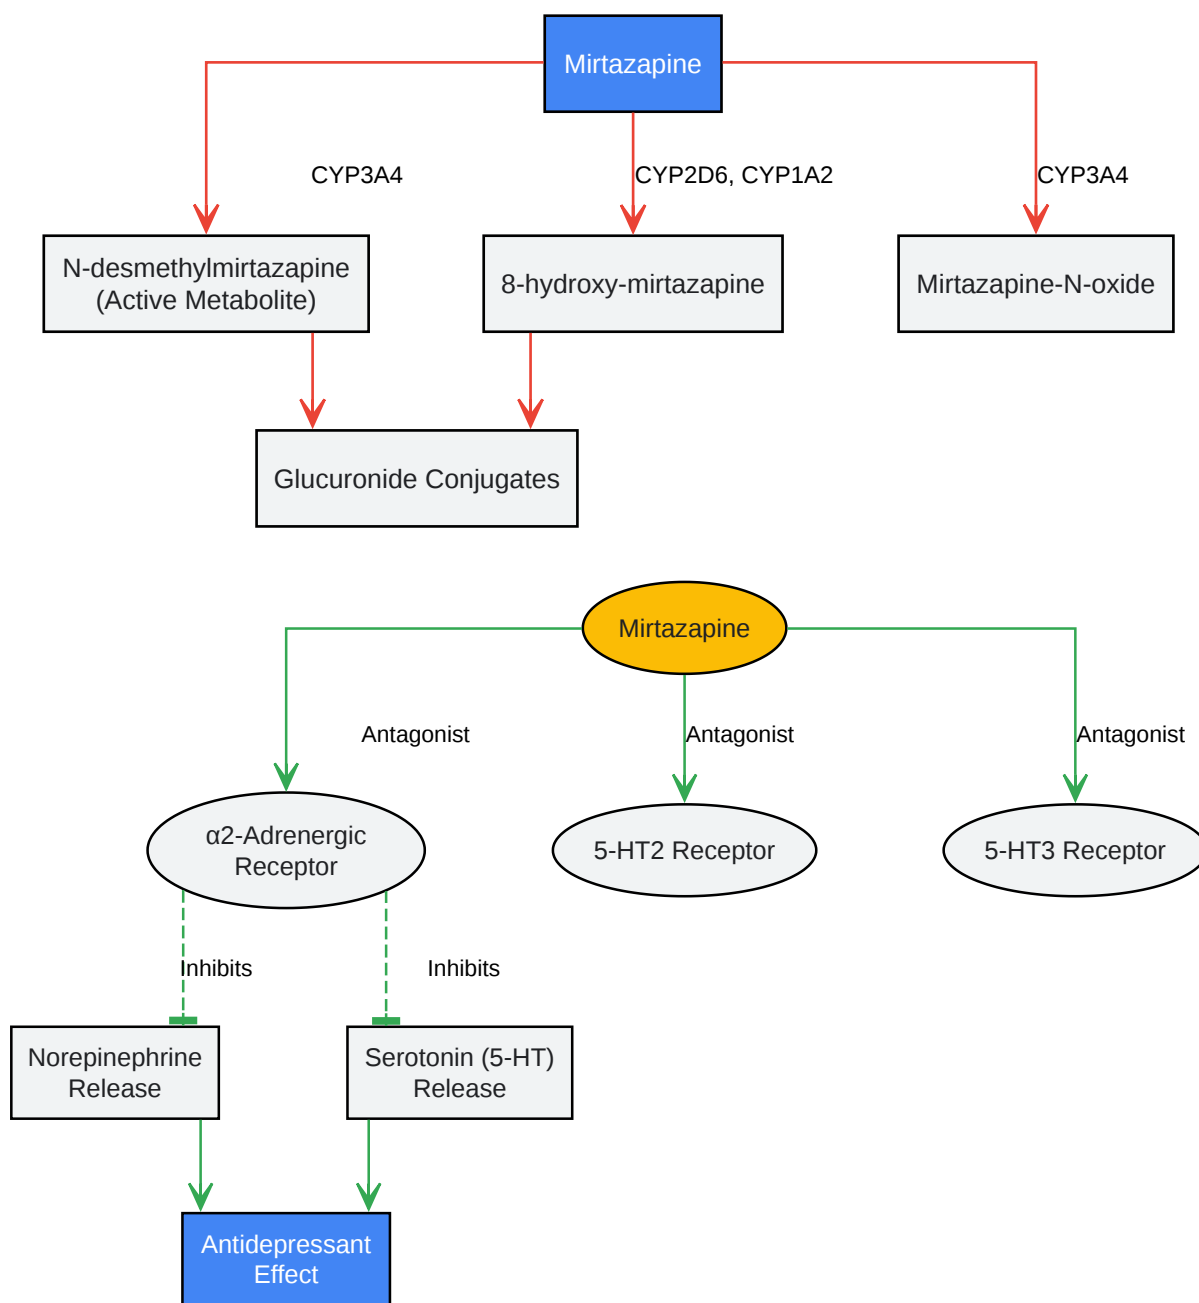 Mirtazapine
CYP3A4
CYP2D6, CYP1A2
CYP3A4
N-desmethylmirtazapine
(Active Metabolite)
8-hydroxy-mirtazapine
Mirtazapine-N-oxide
Glucuronide Conjugates
Mirtazapine
Antagonist
Antagonist
Antagonist
α2-Adrenergic
Receptor
5-HT2 Receptor
5-HT3 Receptor
Inhibits
Inhibits
Norepinephrine
Release
Serotonin (5-HT)
Release
Antidepressant
Effect